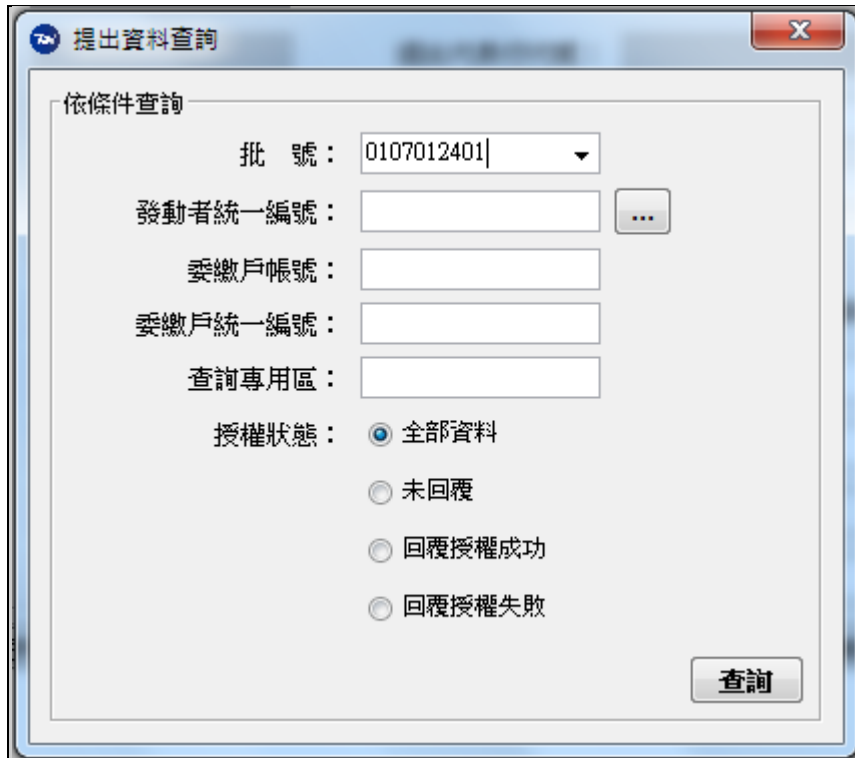 提出資料查詢
依條件查詢
批 號： 0107012401
發動者統一編號： ...
委繳戶帳號：
委繳戶統一編號：
查詢專用區：
授權狀態： 全部資料
未回覆
回覆授權成功
回覆授權失敗
查詢